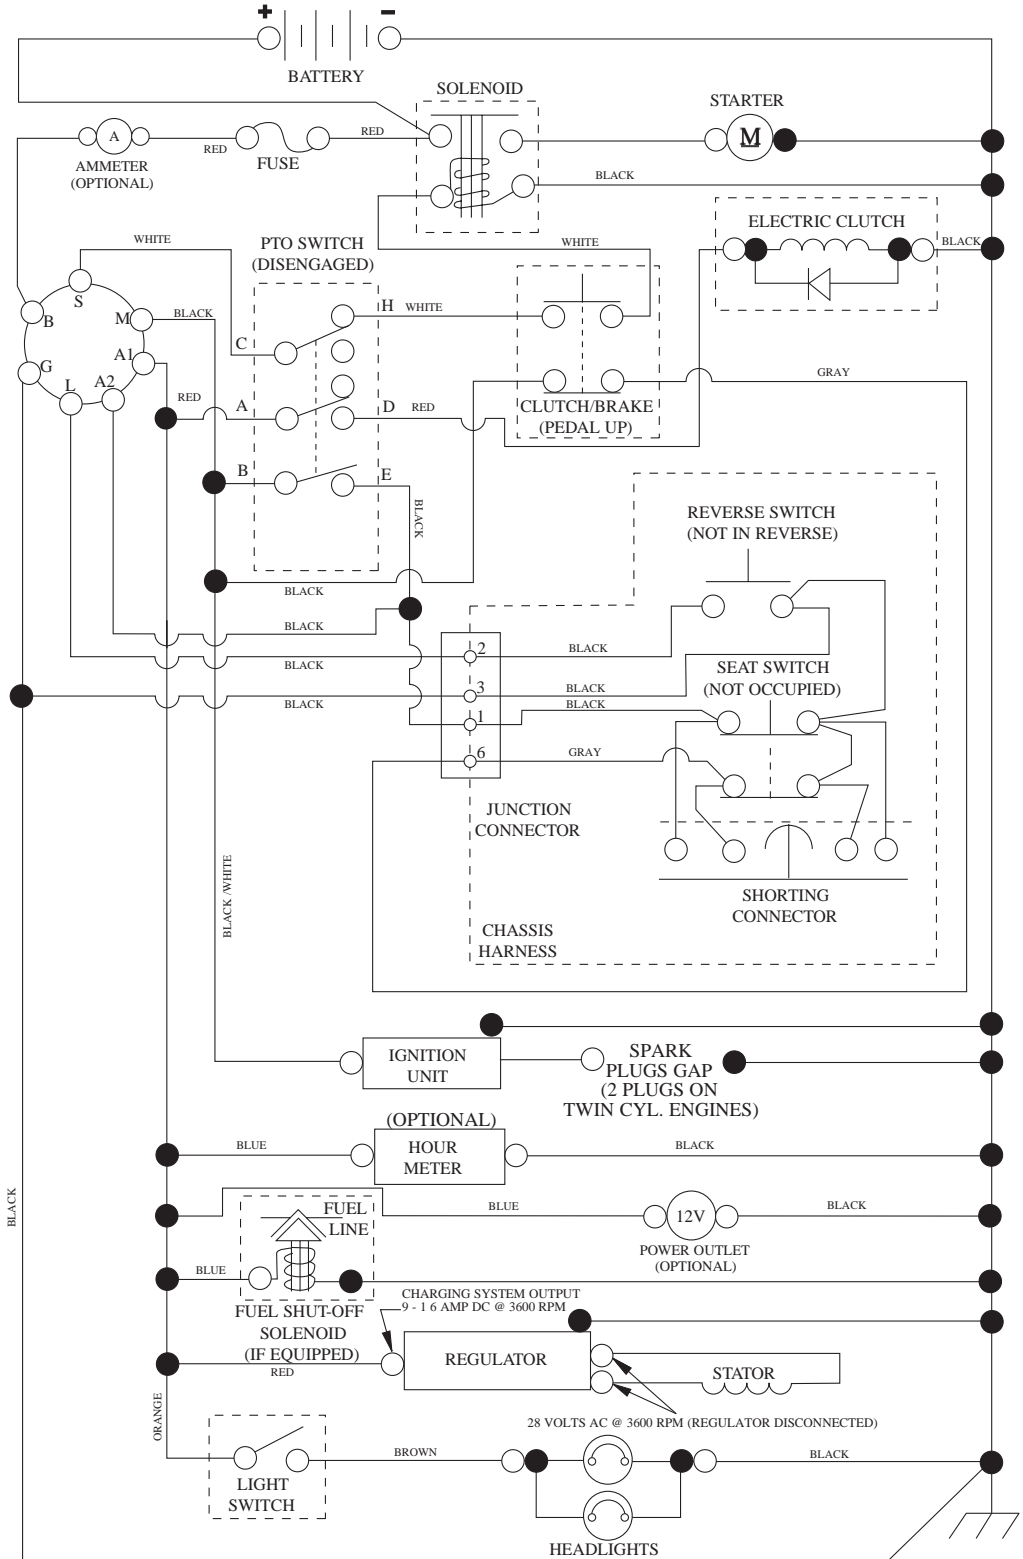 + −
BATTERY
SOLENOID
STARTER
A
RED
FUSE
RED
M
AMMETER
(OPTIONAL)
BLACK
ELECTRIC CLUTCH
BLACK
WHITE
PTO SWITCH
(DISENGAGED)
WHITE
S
B
M
BLACK
H
WHITE
C
G
A1
L
A2
RED
A
D
RED
GRAY
CLUTCH/BRAKE
(PEDAL UP)
B
E
BLACK
REVERSE SWITCH
(NOT IN REVERSE)
BLACK
BLACK
2
BLACK
BLACK
SEAT SWITCH
(NOT OCCUPIED)
3
BLACK
BLACK
BLACK
1
6
GRAY
JUNCTION
CONNECTOR
BLACK /WHITE
SHORTING
CONNECTOR
CHASSIS
HARNESS
IGNITION
UNIT
SPARK
PLUGS GAP
(2 PLUGS ON
TWIN CYL. ENGINES)
(OPTIONAL)
BLUE
HOUR
METER
BLACK
BLACK
FUEL
LINE
BLUE
12V
BLACK
POWER OUTLET
(OPTIONAL)
BLUE
FUEL SHUT-OFF
SOLENOID
(IF EQUIPPED)
CHARGING SYSTEM OUTPUT
9 - 1 6 AMP DC @ 3600 RPM
RED
REGULATOR
STATOR
28 VOLTS AC @ 3600 RPM (REGULATOR DISCONNECTED)
ORANGE
LIGHT
SWITCH
BROWN
BLACK
HEADLIGHTS